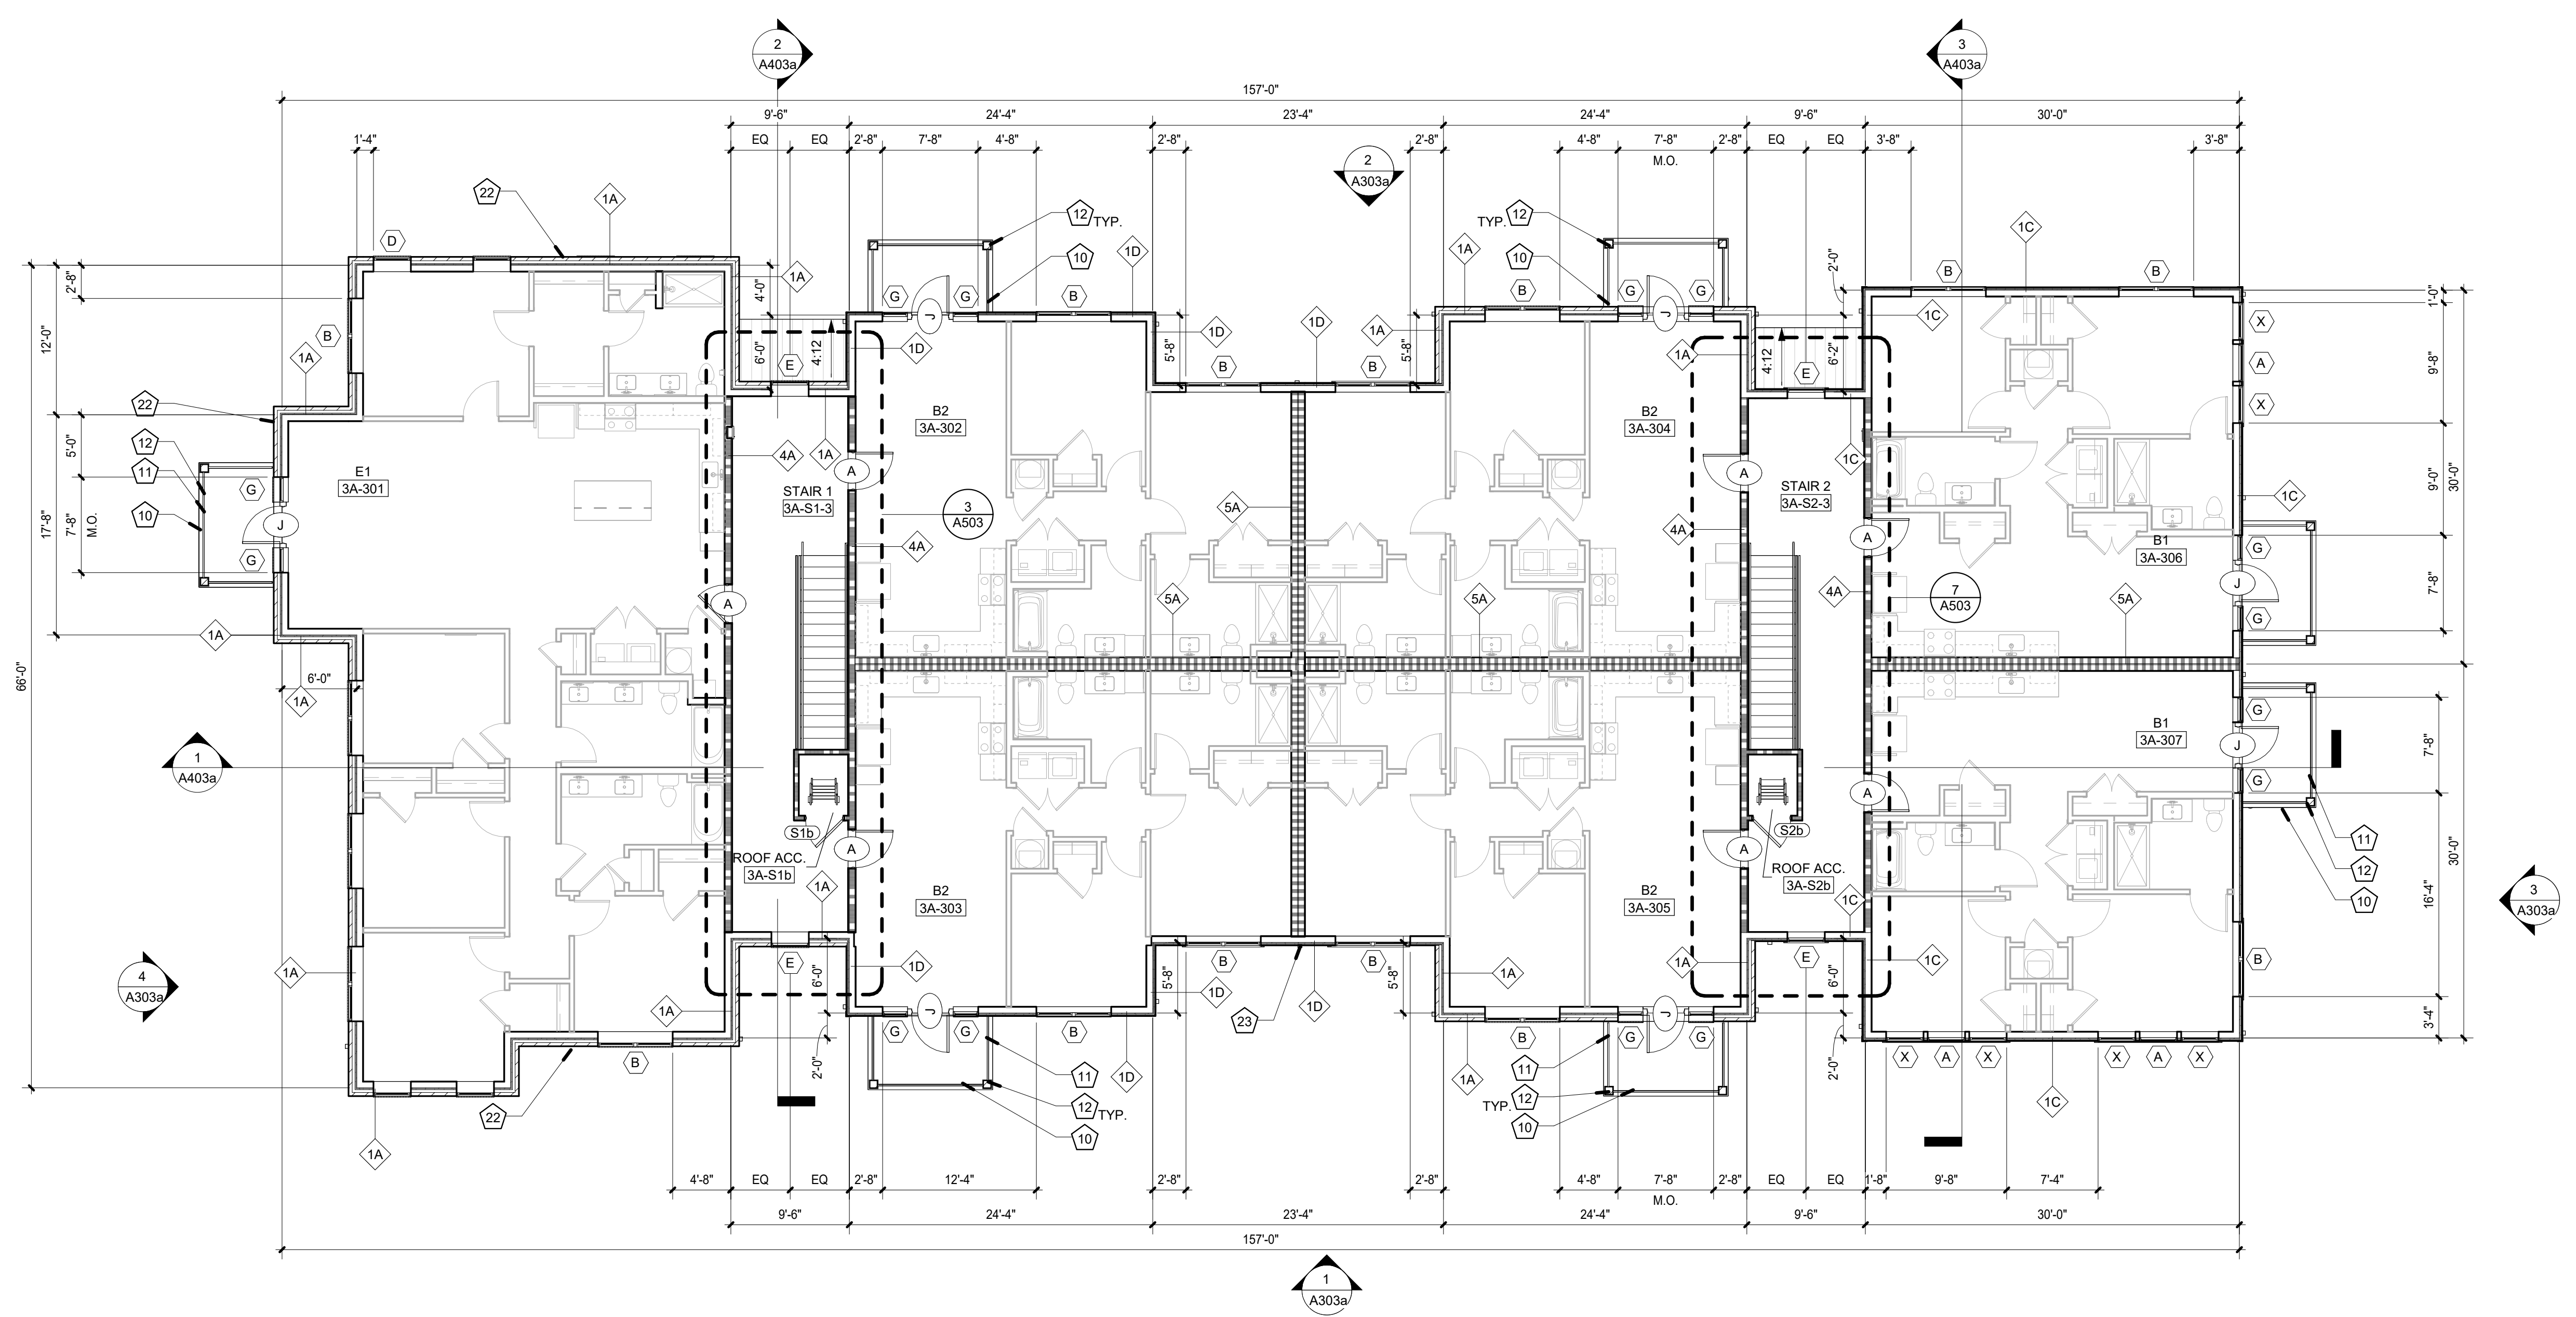 2
A403a
3
A403a
157'-0"
9'-6"
24'-4"
23'-4"
24'-4"
9'-6"
30'-0"
1'-4"
EQ
EQ
2'-8"
7'-8"
4'-8"
2'-8"
2'-8"
4'-8"
7'-8"
M.O.
2'-8"
EQ
EQ
3'-8"
3'-8"
2
A303a
22
1A
12
TYP.
10
1D
TYP.
12
10
1A
1C
D
1A
4'-0"
G
G
B
J
B
G
G
J
2'-0"
B
B
1'-0"
2'-8"
12'-0"
B
1A
6'-0"
E
4:12
1D
1D
5'-8"
1D
1A
5'-8"
B
B
1A
4:12
E
6'-2"
1C
X
A
X
9'-8"
22
12
11
10
5'-0"
17'-8"
7'-8"
M.O.
G
J
G
E1
3A-301
4A
1A
STAIR 1
3A-S1-3
A
B2
3A-302
3
A503
4A
5A
5A
5A
B2
3A-304
A
4A
STAIR 2
3A-S2-3
1C
A
4A
7
A503
B1
3A-306
5A
1C
G
J
G
9'-0"
30'-0"
7'-8"
66'-0"
1A
1A
6'-0"
A
1
A403a
B1
3A-307
G
J
G
7'-8"
16'-4"
30'-0"
3'-4"
S1b
ROOF ACC.
3A-S1b
A
B2
3A-303
1A
B2
3A-305
A
S2b
ROOF ACC.
3A-S2b
A
1C
11
12
10
3
A303a
4
A303a
1A
1A
E
6'-0"
2'-0"
1D
G
J
G
B
1D
1D
5'-8"
B
23
1D
B
5'-8"
1A
1A
B
G
J
G
1A
E
6'-0"
2'-0"
1C
B
X
A
X
X
A
X
1C
B
22
1A
11
12
TYP.
10
1A
11
TYP.
12
10
4'-8"
EQ
EQ
2'-8"
12'-4"
2'-8"
2'-8"
4'-8"
7'-8"
M.O.
2'-8"
EQ
EQ
1'-8"
9'-8"
7'-4"
9'-6"
24'-4"
23'-4"
24'-4"
9'-6"
30'-0"
157'-0"
1
A303a